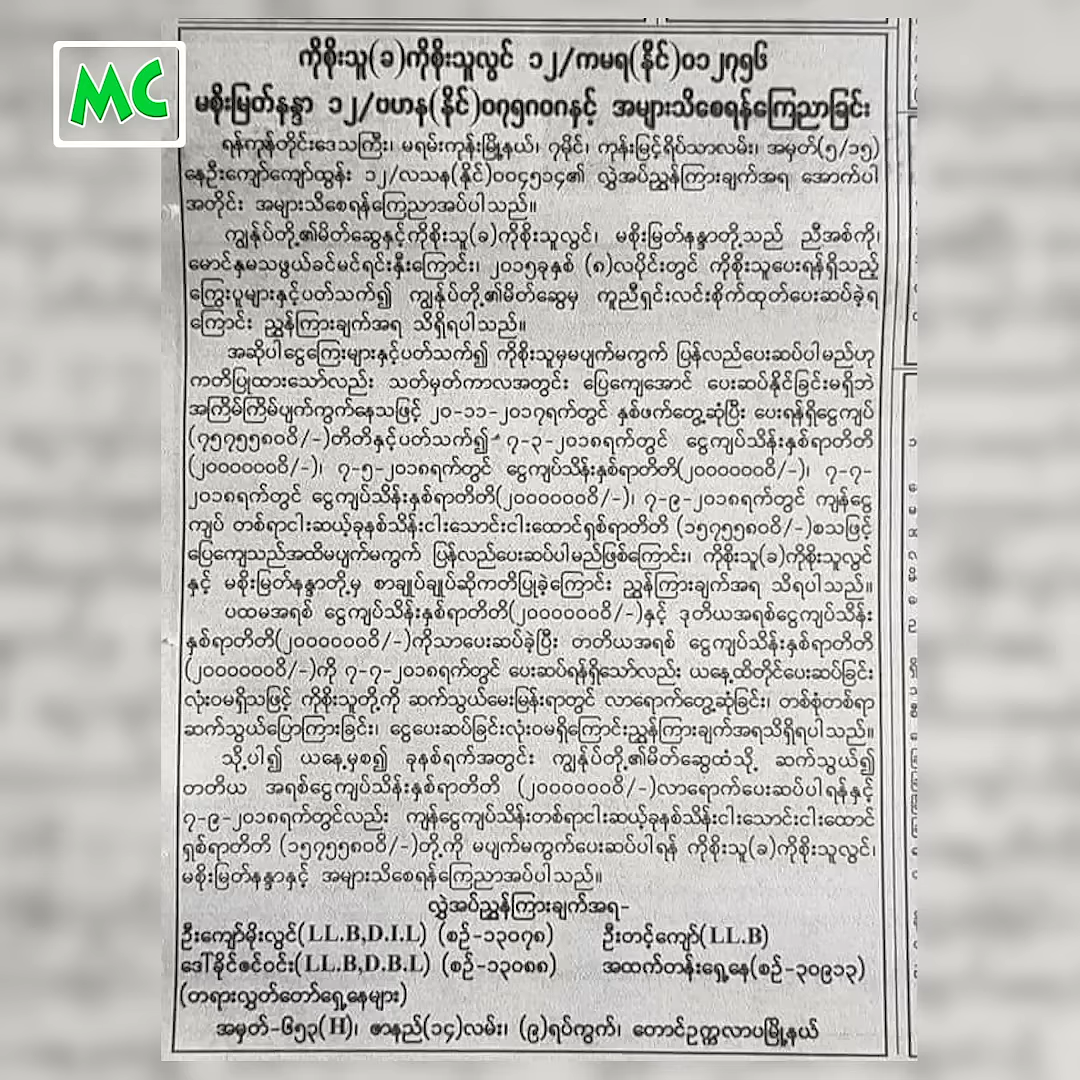 MC
ကိုစိုးသူ(ခ)ကိုစိုးသူလွင် ၁၂/ကမရ(နိုင်)၀၁၂၇၅၆
မစိုးမြတ်နန္ဒာ ၁၂/ဗဟန(နိုင်)၀၇၅၈၀၈နှင့် အများသိစေရန်ကြေညာခြင်း
ရန်ကုန်တိုင်းဒေသကြီး၊ မရမ်းကုန်းမြို့နယ်၊ ၇မိုင်၊ ကုန်းမြင့်ရိပ်သာလမ်း၊ အမှတ်(၅/၁၅)
နေဦးကျော်ကျော်ထွန်း ၁၂/လသန(နိုင်)၀၀၄၅၁၄၏ လွှဲအပ်ညွှန်ကြားချက်အရ အောက်ပါ
အတိုင်း အများသိစေရန်ကြေညာအပ်ပါသည်။
ကျွန်ုပ်တို့၏မိတ်ဆွေနှင့်ကိုစိုးသူ(ခ)ကိုစိုးသူလွင်၊ မစိုးမြတ်နန္ဒာတို့သည် ညီအစ်ကို၊
မောင်နှမသဖွယ်ခင်မင်ရင်းနှီးကြောင်း၊ ၂၀၁၅ခုနှစ် (၈)လပိုင်းတွင် ကိုစိုးသူပေးရန်ရှိသည့်
ကြွေးပူများနှင့်ပတ်သက်၍ ကျွန်ုပ်တို့၏မိတ်ဆွေမှ ကူညီရှင်းလင်းစိုက်ထုတ်ပေးဆပ်ခဲ့ရ
ကြောင်း ညွှန်ကြားချက်အရ သိရှိရပါသည်။
အဆိုပါငွေကြေးများနှင့်ပတ်သက်၍ ကိုစိုးသူမှမပျက်မကွက် ပြန်လည်ပေးဆပ်ပါမည်ဟု
ကတိပြုထားသော်လည်း သတ်မှတ်ကာလအတွင်း ပြေကျေအောင် ပေးဆပ်နိုင်ခြင်းမရှိဘဲ
အကြိမ်ကြိမ်ပျက်ကွက်နေသဖြင့် ၂၀-၁၁-၂၀၁၇ရက်တွင် နှစ်ဖက်တွေ့ဆုံပြီး ပေးရန်ရှိငွေကျပ်
(၇၅၇၅၅၈၀၀ိ/-)တိတိနှင့်ပတ်သက်၍ ၇-၃-၂၀၁၈ရက်တွင် ငွေကျပ်သိန်းနှစ်ရာတိတိ
(၂၀၀၀၀၀၀၀ိ/-)၊ ၇-၅-၂၀၁၈ရက်တွင် ငွေကျပ်သိန်းနှစ်ရာတိတိ(၂၀၀၀၀၀၀၀ိ/-)၊ ၇-၇-
၂၀၁၈ရက်တွင် ငွေကျပ်သိန်းနှစ်ရာတိတိ(၂၀၀၀၀၀၀၀ိ/-)၊ ၇-၉-၂၀၁၈ရက်တွင် ကျန်ငွေ
ကျပ် တစ်ရာငါးဆယ့်ခုနစ်သိန်းငါးသောင်းငါးထောင်ရှစ်ရာတိတိ (၁၅၇၅၅၈၀၀ိ/-)စသဖြင့်
ပြေကျေသည်အထိမပျက်မကွက် ပြန်လည်ပေးဆပ်ပါမည်ဖြစ်ကြောင်း၊ ကိုစိုးသူ(ခ)ကိုစိုးသူလွင်
နှင့် မစိုးမြတ်နန္ဒာတို့မှ စာချုပ်ချုပ်ဆိုကတိပြုခဲ့ကြောင်း ညွှန်ကြားချက်အရ သိရပါသည်။
ပထမအရစ် ငွေကျပ်သိန်းနှစ်ရာတိတိ(၂၀၀၀၀၀၀၀ိ/-)နှင့် ဒုတိယအရစ်ငွေကျပ်သိန်း
နှစ်ရာတိတိ(၂၀၀၀၀၀၀၀ိ/-)ကိုသာပေးဆပ်ခဲ့ပြီး တတိယအရစ် ငွေကျပ်သိန်းနှစ်ရာတိတိ
(၂၀၀၀၀၀၀၀ိ/-)ကို ၇-၇-၂၀၁၈ရက်တွင် ပေးဆပ်ရန်ရှိသော်လည်း ယနေ့ထိတိုင်ပေးဆပ်ခြင်း
လုံးဝမရှိသဖြင့် ကိုစိုးသူတို့ကို ဆက်သွယ်မေးမြန်းရာတွင် လာရောက်တွေ့ဆုံခြင်း၊ တစ်စုံတစ်ရာ
ဆက်သွယ်ပြောကြားခြင်း၊ ငွေပေးဆပ်ခြင်းလုံးဝမရှိကြောင်းညွှန်ကြားချက်အရသိရှိရပါသည်။
သို့ပါ၍ ယနေ့မှစ၍ ခုနစ်ရက်အတွင်း ကျွန်ုပ်တို့၏မိတ်ဆွေထံသို့ ဆက်သွယ်၍
တတိယ အရစ်ငွေကျပ်သိန်းနှစ်ရာတိတိ (၂၀၀၀၀၀၀၀ိ/-)လာရောက်ပေးဆပ်ပါရန်နှင့်
၇-၉-၂၀၁၈ရက်တွင်လည်း ကျန်ငွေကျပ်သိန်းတစ်ရာငါးဆယ့်ခုနစ်သိန်းငါးသောင်းငါးထောင်
ရှစ်ရာတိတိ (၁၅၇၅၅၈၀၀ိ/-)တို့ကို မပျက်မကွက်ပေးဆပ်ပါရန် ကိုစိုးသူ(ခ)ကိုစိုးသူလွင်၊
မစိုးမြတ်နန္ဒာနှင့် အများသိစေရန်ကြေညာအပ်ပါသည်။
လွှဲအပ်ညွှန်ကြားချက်အရ-
ဦးကျော်မိုးလွင်(LL.B,D.I.L) (စဉ်-၁၃၀၇၈) ဦးတင့်ကျော်(LL.B)
ဒေါ်ခိုင်ဇင်ဝင်း(LL.B,D.B.L) (စဉ်-၁၃၀၈၈) အထက်တန်းရှေ့နေ(စဉ်-၃၀၉၁၃)
(တရားလွှတ်တော်ရှေ့နေများ)
အမှတ်-၆၅၃(H)၊ ဇာနည်(၁၄)လမ်း၊ (၉)ရပ်ကွက်၊ တောင်ဥက္ကလာပမြို့နယ်